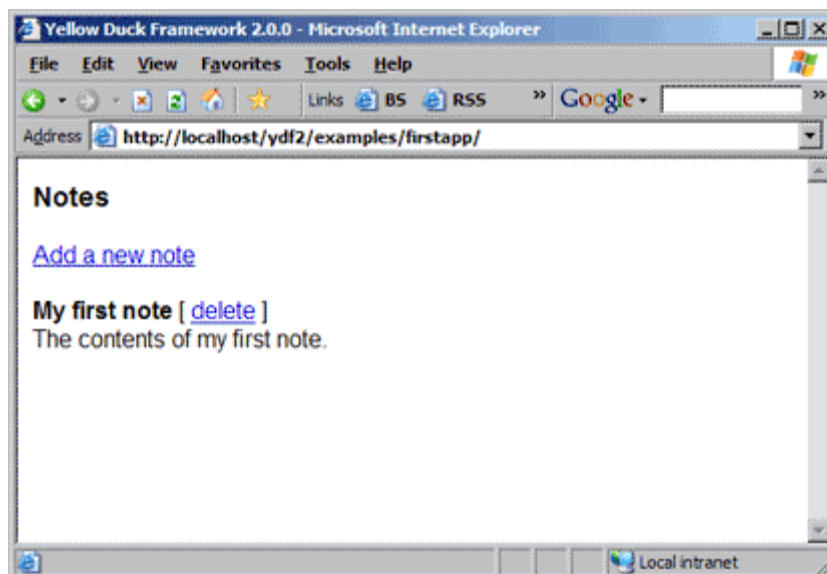 Yellow Duck Framework 2.0.0 - Microsoft Internet Explorer
File Edit View Favorites Tools Help
Links BS RSS » Google »
Address http://localhost/ydf2/examples/firstapp/
Notes
Add a new note
My first note [ delete ]
The contents of my first note.
Local intranet